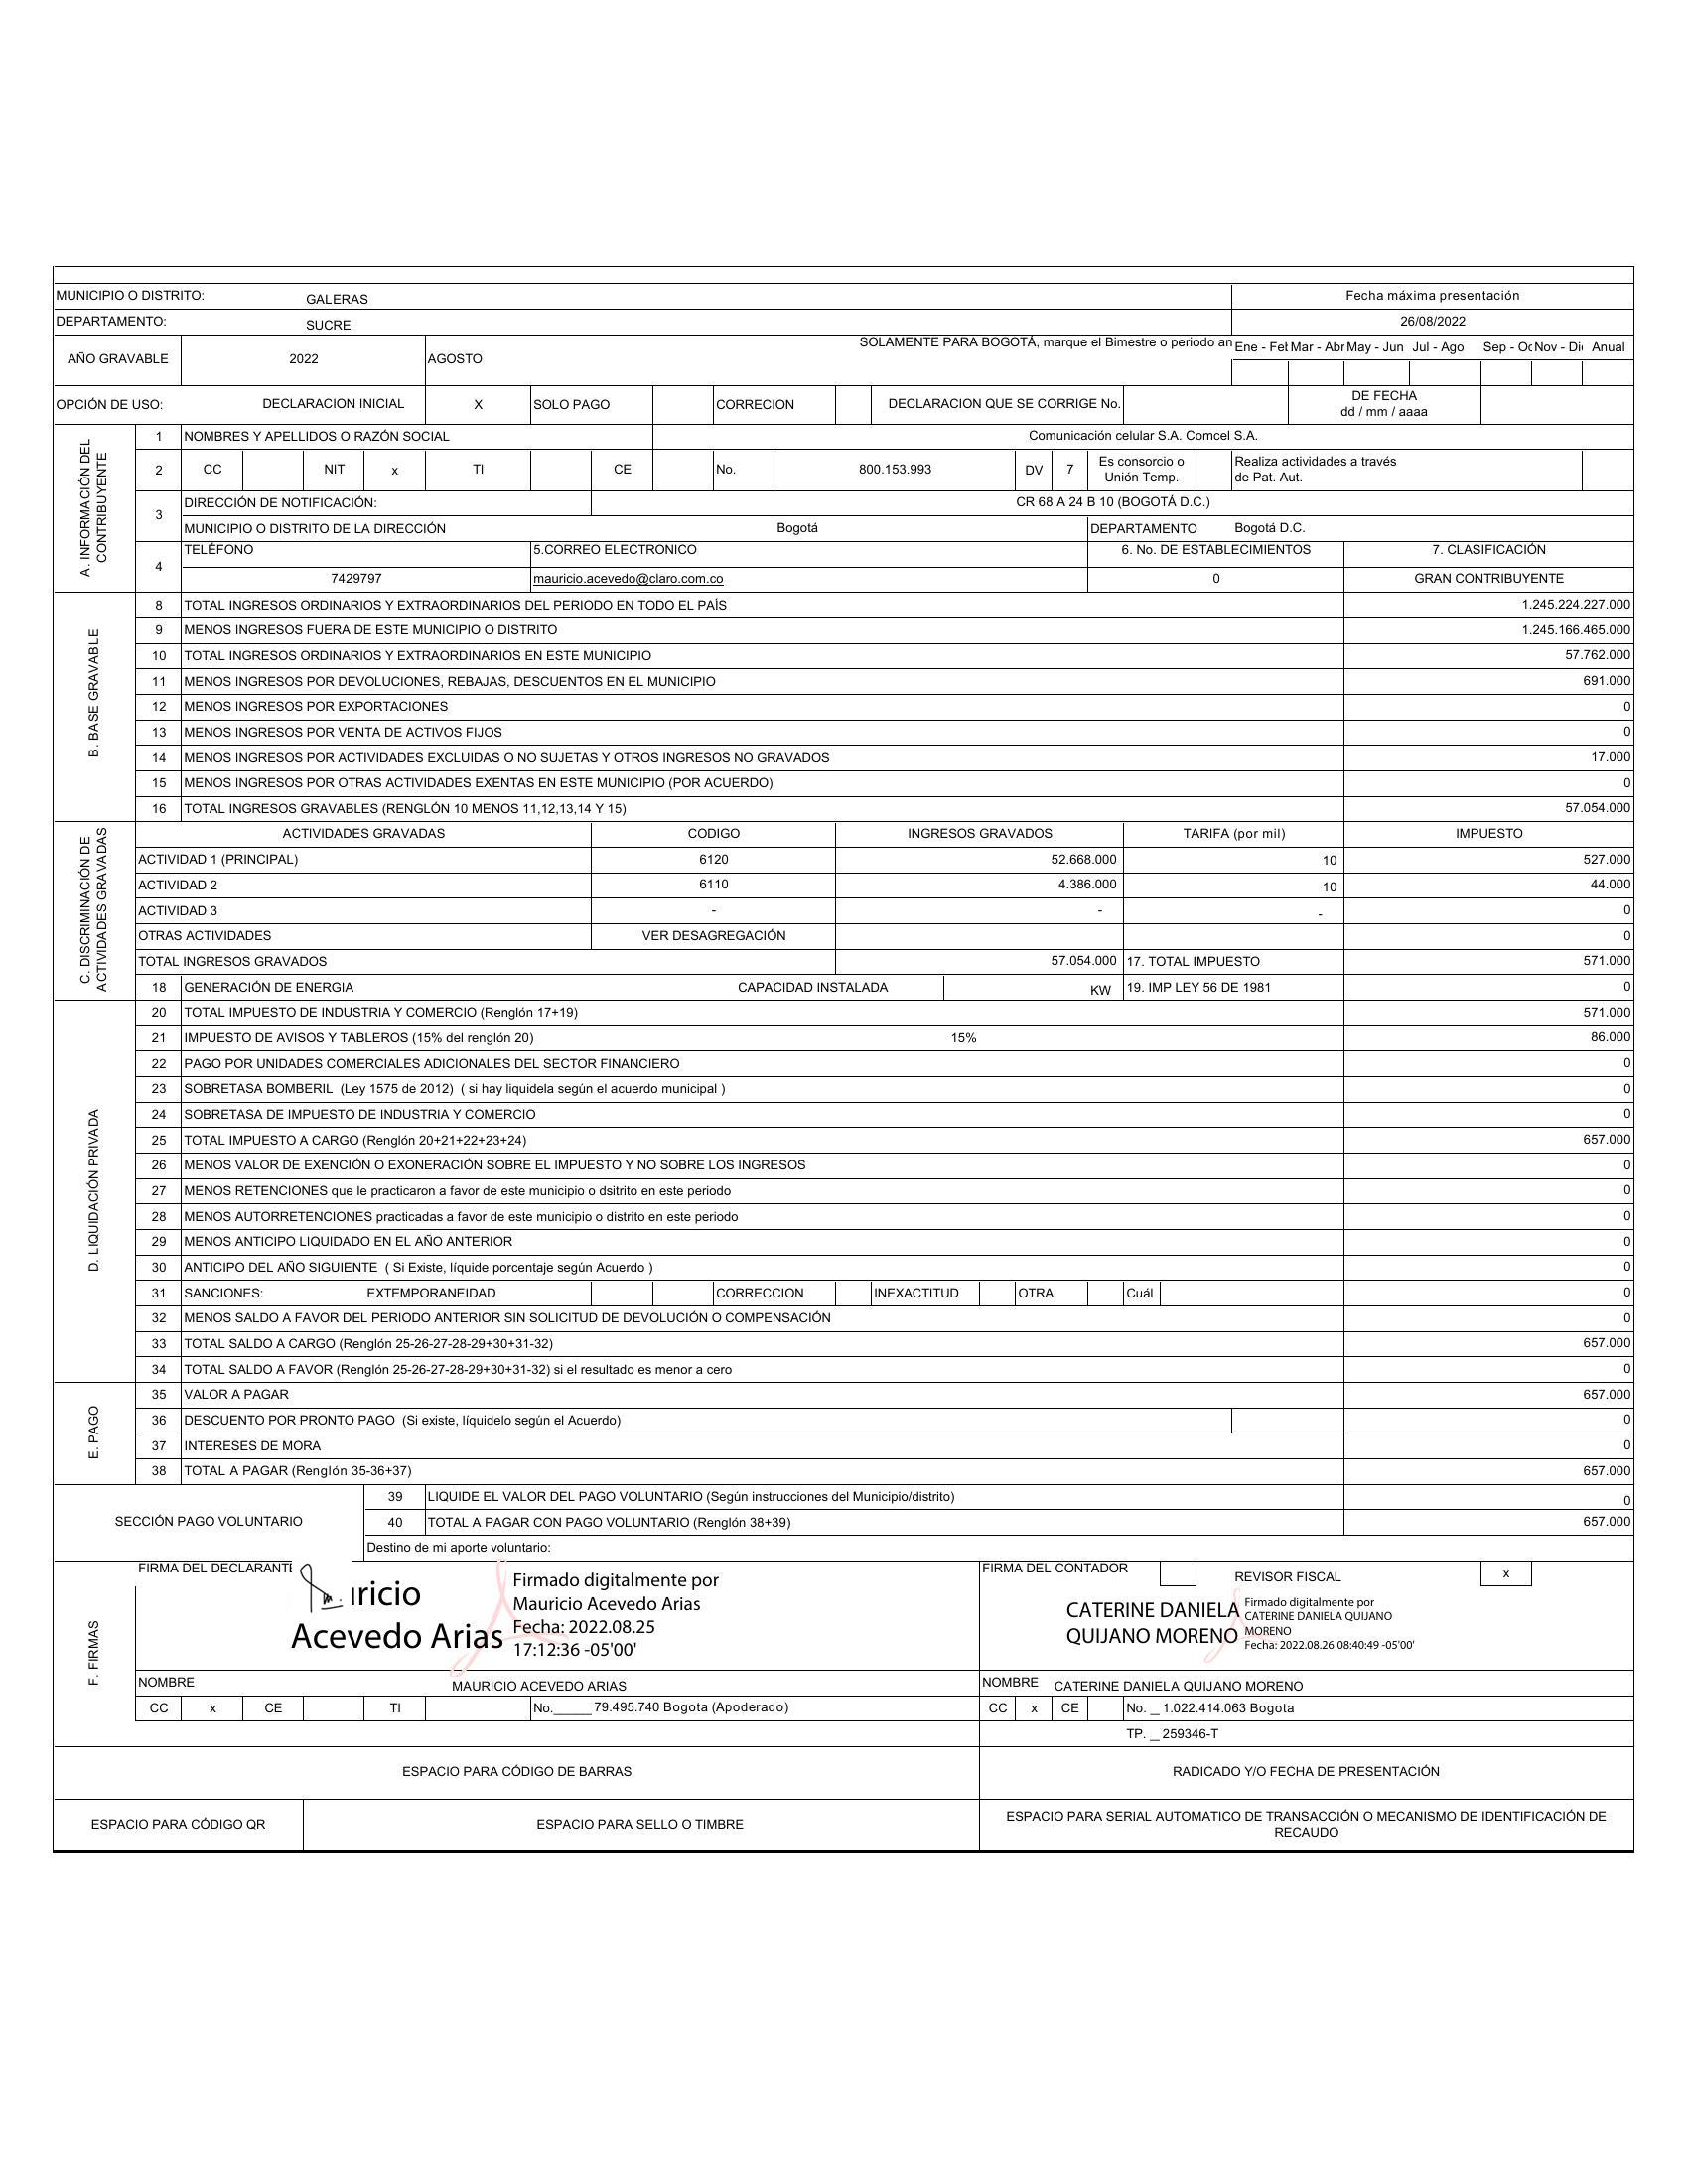 MUNICIPIO O DISTRITO: GALERAS Fecha máxima presentación
DEPARTAMENTO: SUCRE 26/08/2022
AÑO GRAVABLE 2022 AGOSTO SOLAMENTE PARA BOGOTÁ, marque el Bimestre o periodo an Ene - Feb Mar - Abr May - Jun Jul - Ago Sep - Oc Nov - Di Anual
OPCIÓN DE USO: DECLARACION INICIAL X SOLO PAGO CORRECION DECLARACION QUE SE CORRIGE No. DE FECHA
dd / mm / aaaa
A. INFORMACIÓN DEL
CONTRIBUYENTE
1 NOMBRES Y APELLIDOS O RAZÓN SOCIAL Comunicación celular S.A. Comcel S.A.
2 CC NIT x TI CE No. 800.153.993 DV 7 Es consorcio o Realiza actividades a través
Unión Temp. de Pat. Aut.
3 DIRECCIÓN DE NOTIFICACIÓN: CR 68 A 24 B 10 (BOGOTÁ D.C.)
MUNICIPIO O DISTRITO DE LA DIRECCIÓN Bogotá DEPARTAMENTO Bogotá D.C.
4 TELÉFONO 5.CORREO ELECTRONICO 6. No. DE ESTABLECIMIENTOS 7. CLASIFICACIÓN
7429797 mauricio.acevedo@claro.com.co 0 GRAN CONTRIBUYENTE
B. BASE GRAVABLE
8 TOTAL INGRESOS ORDINARIOS Y EXTRAORDINARIOS DEL PERIODO EN TODO EL PAÍS 1.245.224.227.000
9 MENOS INGRESOS FUERA DE ESTE MUNICIPIO O DISTRITO 1.245.166.465.000
10 TOTAL INGRESOS ORDINARIOS Y EXTRAORDINARIOS EN ESTE MUNICIPIO 57.762.000
11 MENOS INGRESOS POR DEVOLUCIONES, REBAJAS, DESCUENTOS EN EL MUNICIPIO 691.000
12 MENOS INGRESOS POR EXPORTACIONES 0
13 MENOS INGRESOS POR VENTA DE ACTIVOS FIJOS 0
14 MENOS INGRESOS POR ACTIVIDADES EXCLUIDAS O NO SUJETAS Y OTROS INGRESOS NO GRAVADOS 17.000
15 MENOS INGRESOS POR OTRAS ACTIVIDADES EXENTAS EN ESTE MUNICIPIO (POR ACUERDO) 0
16 TOTAL INGRESOS GRAVABLES (RENGLÓN 10 MENOS 11,12,13,14 Y 15) 57.054.000
C. DISCRIMINACIÓN DE
ACTIVIDADES GRAVADAS
ACTIVIDADES GRAVADAS CODIGO INGRESOS GRAVADOS TARIFA (por mil) IMPUESTO
ACTIVIDAD 1 (PRINCIPAL) 6120 52.668.000 10 527.000
ACTIVIDAD 2 6110 4.386.000 10 44.000
ACTIVIDAD 3 - - - 0
OTRAS ACTIVIDADES VER DESAGREGACIÓN 0
TOTAL INGRESOS GRAVADOS 57.054.000 17. TOTAL IMPUESTO 571.000
18 GENERACIÓN DE ENERGIA CAPACIDAD INSTALADA KW 19. IMP LEY 56 DE 1981 0
D. LIQUIDACIÓN PRIVADA
20 TOTAL IMPUESTO DE INDUSTRIA Y COMERCIO (Renglón 17+19) 571.000
21 IMPUESTO DE AVISOS Y TABLEROS (15% del renglón 20) 15% 86.000
22 PAGO POR UNIDADES COMERCIALES ADICIONALES DEL SECTOR FINANCIERO 0
23 SOBRETASA BOMBERIL (Ley 1575 de 2012) ( si hay liquidela según el acuerdo municipal ) 0
24 SOBRETASA DE IMPUESTO DE INDUSTRIA Y COMERCIO 0
25 TOTAL IMPUESTO A CARGO (Renglón 20+21+22+23+24) 657.000
26 MENOS VALOR DE EXENCIÓN O EXONERACIÓN SOBRE EL IMPUESTO Y NO SOBRE LOS INGRESOS 0
27 MENOS RETENCIONES que le practicaron a favor de este municipio o dsitrito en este periodo 0
28 MENOS AUTORRETENCIONES practicadas a favor de este municipio o distrito en este periodo 0
29 MENOS ANTICIPO LIQUIDADO EN EL AÑO ANTERIOR 0
30 ANTICIPO DEL AÑO SIGUIENTE ( Si Existe, líquide porcentaje según Acuerdo ) 0
31 SANCIONES: EXTEMPORANEIDAD CORRECCION INEXACTITUD OTRA Cuál 0
32 MENOS SALDO A FAVOR DEL PERIODO ANTERIOR SIN SOLICITUD DE DEVOLUCIÓN O COMPENSACIÓN 0
33 TOTAL SALDO A CARGO (Renglón 25-26-27-28-29+30+31-32) 657.000
34 TOTAL SALDO A FAVOR (Renglón 25-26-27-28-29+30+31-32) si el resultado es menor a cero 0
E. PAGO
35 VALOR A PAGAR 657.000
36 DESCUENTO POR PRONTO PAGO (Si existe, líquidelo según el Acuerdo) 0
37 INTERESES DE MORA 0
38 TOTAL A PAGAR (Renglón 35-36+37) 657.000
SECCIÓN PAGO VOLUNTARIO
39 LIQUIDE EL VALOR DEL PAGO VOLUNTARIO (Según instrucciones del Municipio/distrito) 0
40 TOTAL A PAGAR CON PAGO VOLUNTARIO (Renglón 38+39) 657.000
Destino de mi aporte voluntario:
F. FIRMAS
FIRMA DEL DECLARANTE FIRMA DEL CONTADOR REVISOR FISCAL x
uricio
Acevedo Arias
Firmado digitalmente por
Mauricio Acevedo Arias
Fecha: 2022.08.25
17:12:36 -05'00'
CATERINE DANIELA
QUIJANO MORENO
Firmado digitalmente por
CATERINE DANIELA QUIJANO
MORENO
Fecha: 2022.08.26 08:40:49 -05'00'
NOMBRE MAURICIO ACEVEDO ARIAS NOMBRE CATERINE DANIELA QUIJANO MORENO
CC x CE TI No._____ 79.495.740 Bogota (Apoderado) CC x CE No. _ 1.022.414.063 Bogota
TP. _ 259346-T
ESPACIO PARA CÓDIGO DE BARRAS RADICADO Y/O FECHA DE PRESENTACIÓN
ESPACIO PARA CÓDIGO QR ESPACIO PARA SELLO O TIMBRE ESPACIO PARA SERIAL AUTOMATICO DE TRANSACCIÓN O MECANISMO DE IDENTIFICACIÓN DE
RECAUDO